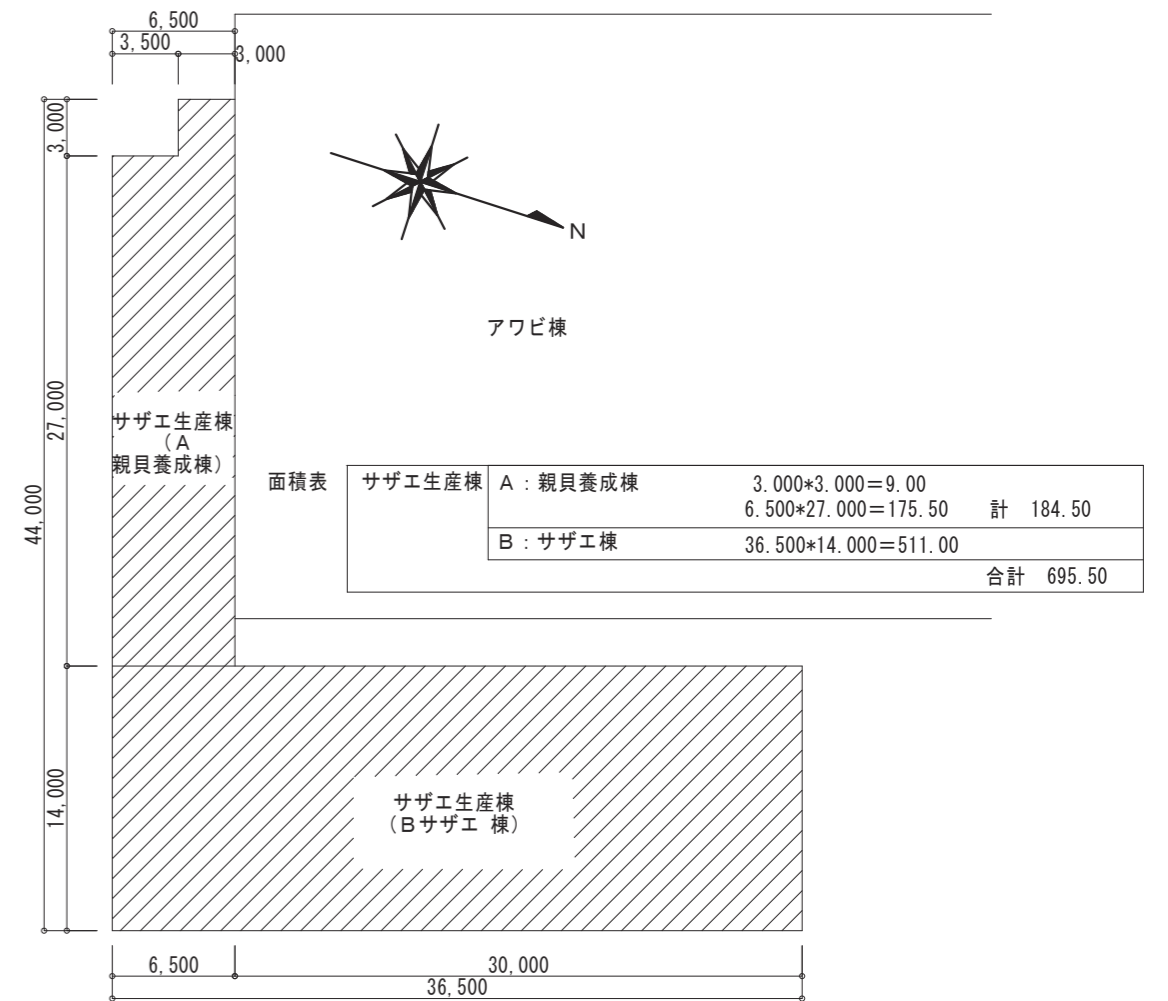 6,500
3,500
3,000
3,000
27,000
44,000
14,000
N
アワビ棟
サザエ生産棟
（A
親貝養成棟）
面積表
サザエ生産棟
A：親貝養成棟
3.000*3.000＝9.00
6.500*27.000＝175.50 計 184.50
B：サザエ棟
36.500*14.000＝511.00
合計 695.50
サザエ生産棟
（Bサザエ 棟）
6,500
30,000
36,500